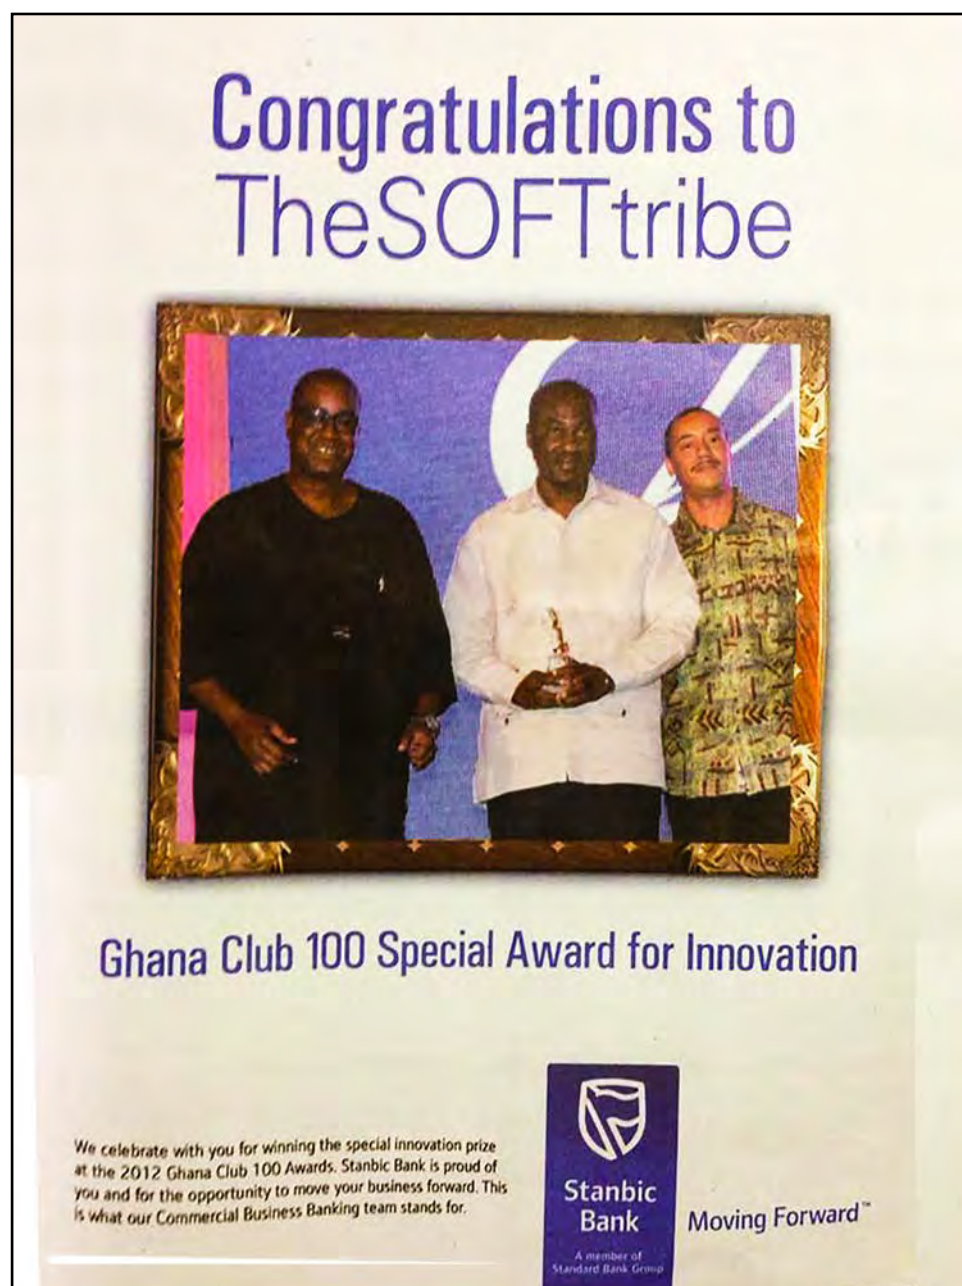 Congratulations to
TheSOFTtribe
Ghana Club 100 Special Award for Innovation
We celebrate with you for winning the special innovation prize
at the 2012 Ghana Club 100 Awards. Stanbic Bank is proud of
you and for the opportunity to move your business forward. This
is what our Commercial Business Banking team stands for.
Stanbic
Bank
A member of
Standard Bank Group
Moving Forward™